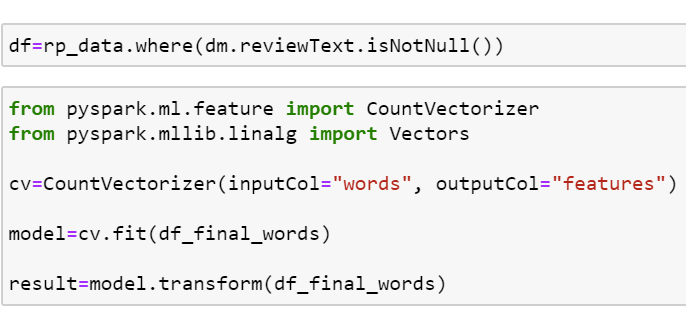 df=rp_data.where(dm.reviewText.isNotNull())
from pyspark.ml.feature import CountVectorizer
from pyspark.mllib.linalg import Vectors
cv=CountVectorizer(inputCol="words", outputCol="features")
model=cv.fit(df_final_words)
result=model.transform(df_final_words)